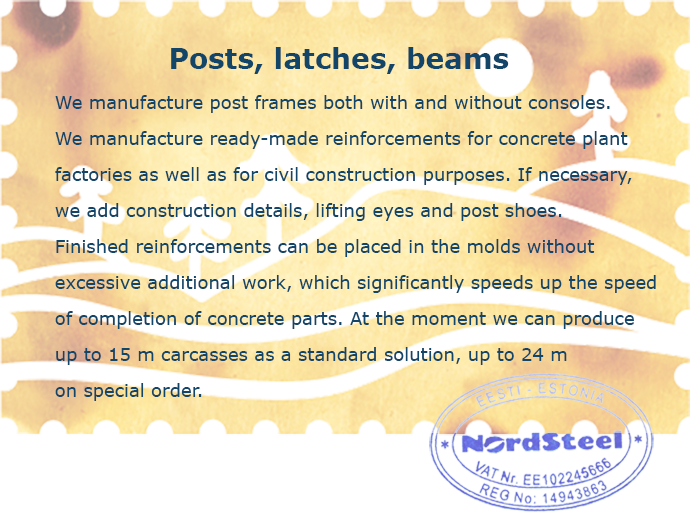 Posts, latches, beams
We manufacture post frames both with and without consoles.
We manufacture ready-made reinforcements for concrete plant
factories as well as for civil construction purposes. If necessary,
we add construction details, lifting eyes and post shoes.
Finished reinforcements can be placed in the molds without
excessive additional work, which significantly speeds up the speed
of completion of concrete parts. At the moment we can produce
up to 15 m carcasses as a standard solution, up to 24 m
on special order.
EESTI - ESTONIA
* NordSteel *
VAT Nr. EE102245666
REG No: 14943863